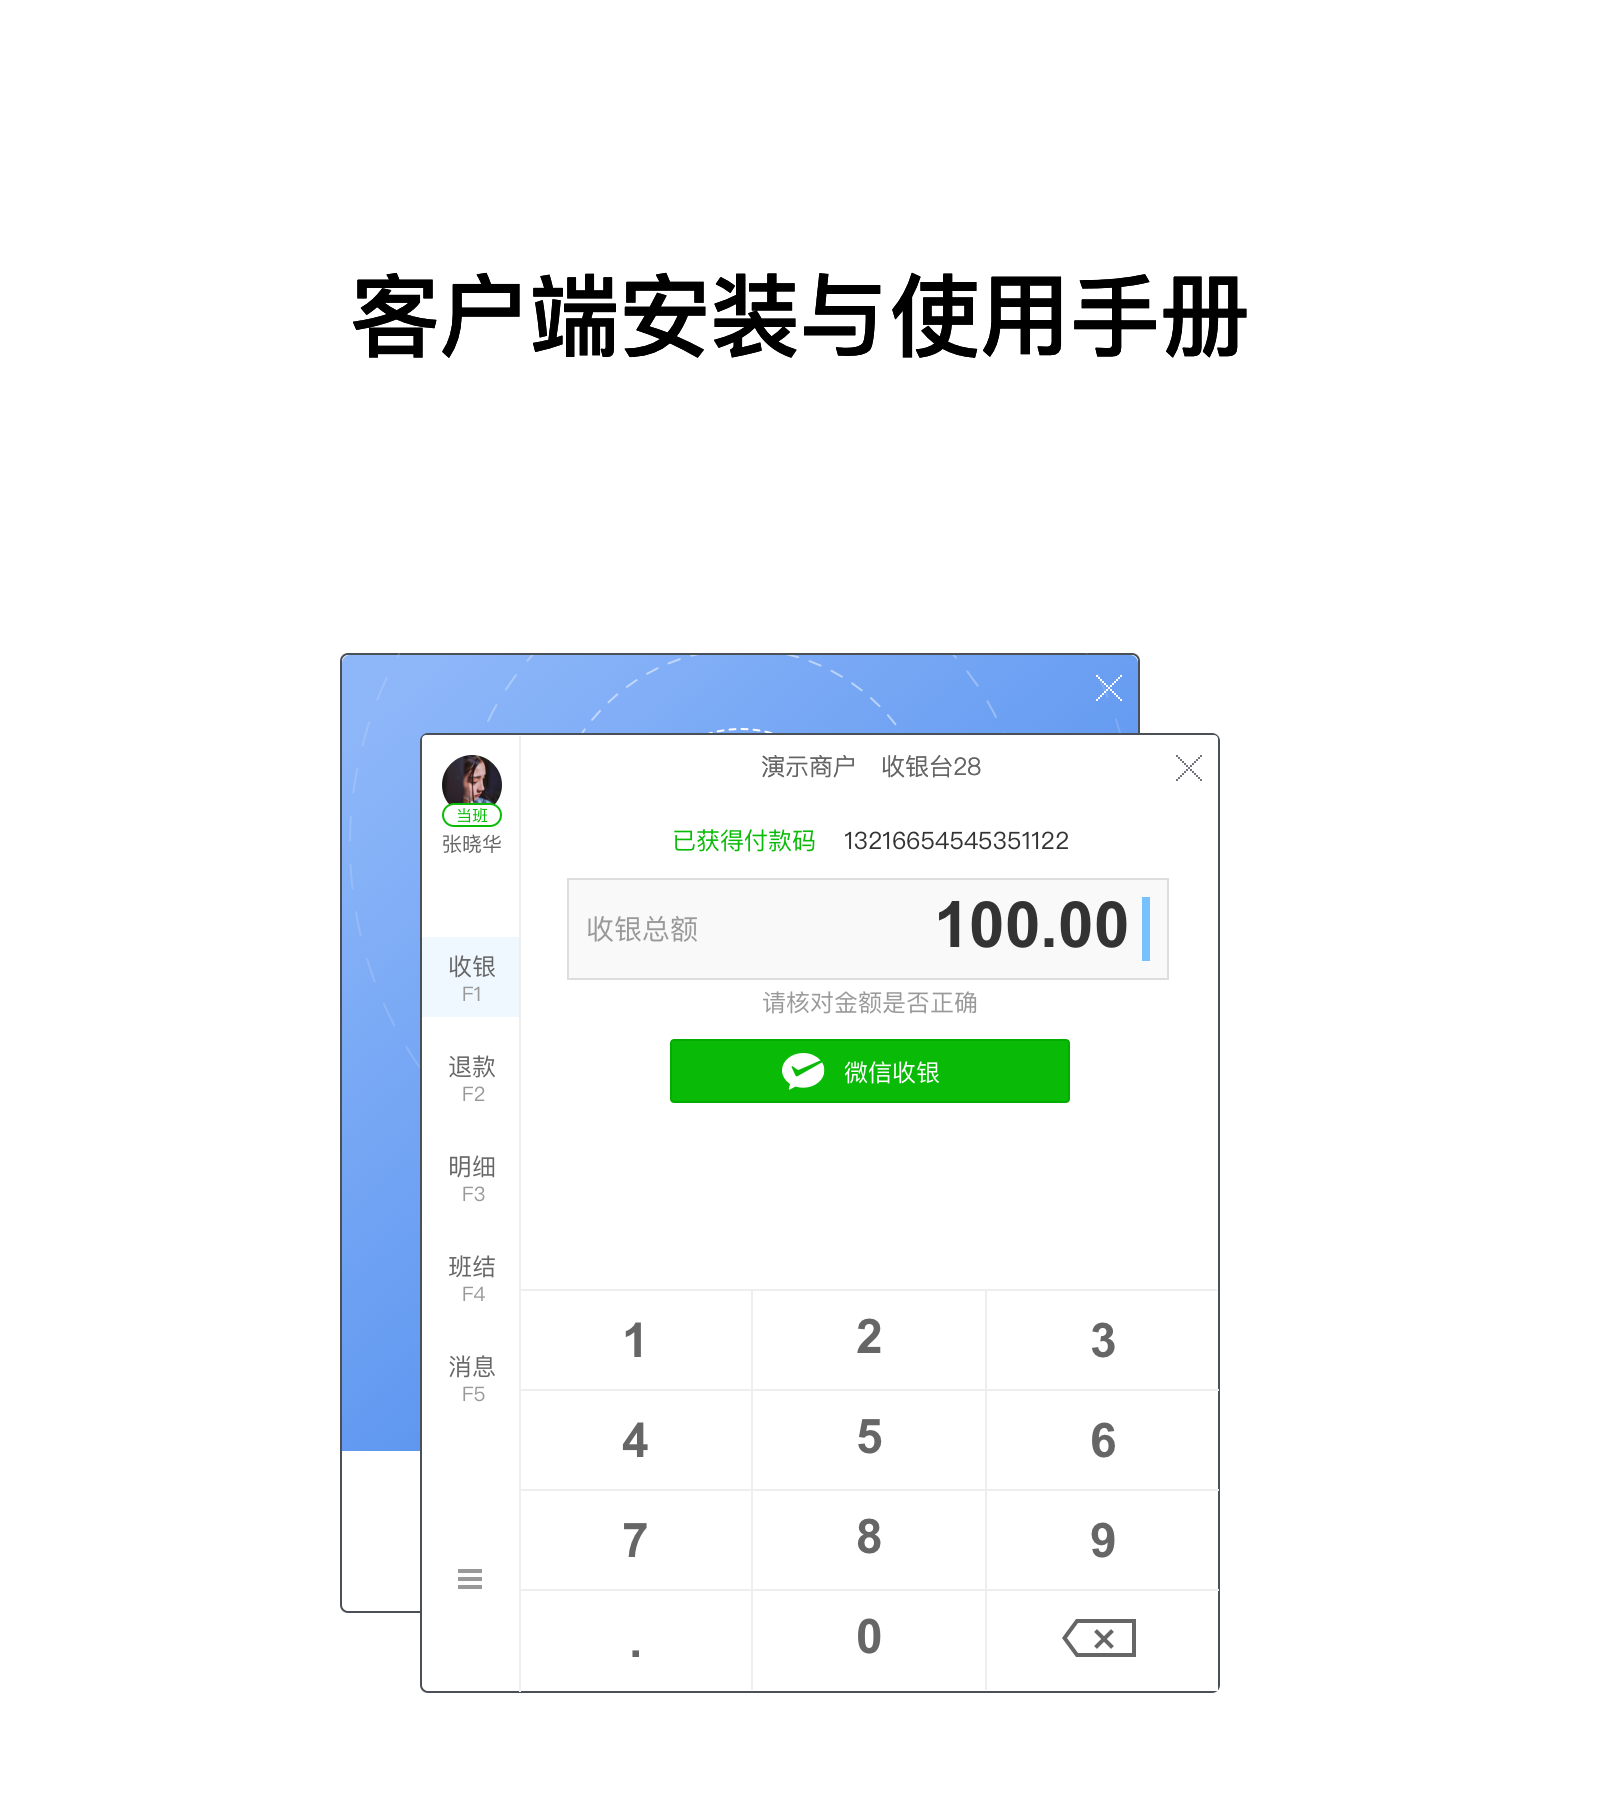 客户端安装与使用手册
演示商户 收银台28
当班
张晓华
已获得付款码 13216654545351122
收银总额 100.00
请核对金额是否正确
微信收银
收银
F1
退款
F2
明细
F3
班结
F4
消息
F5
1 2 3
4 5 6
7 8 9
. 0